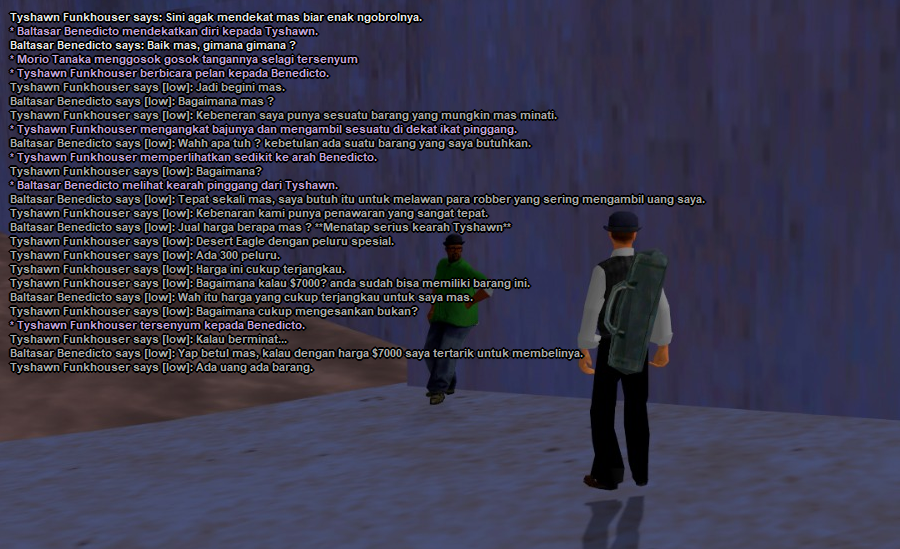 Tyshawn Funkhouser says: Sini agak mendekat mas biar enak ngobrolnya.
* Baltasar Benedicto mendekatkan diri kepada Tyshawn.
Baltasar Benedicto says: Baik mas, gimana gimana ?
* Morio Tanaka menggosok gosok tangannya selagi tersenyum
* Tyshawn Funkhouser berbicara pelan kepada Benedicto.
Tyshawn Funkhouser says [low]: Jadi begini mas.
Baltasar Benedicto says [low]: Bagaimana mas ?
Tyshawn Funkhouser says [low]: Kebeneran saya punya sesuatu barang yang mungkin mas minati.
* Tyshawn Funkhouser mengangkat bajunya dan mengambil sesuatu di dekat ikat pinggang.
Baltasar Benedicto says [low]: Wahh apa tuh ? kebetulan ada suatu barang yang saya butuhkan.
* Tyshawn Funkhouser memperlihatkan sedikit ke arah Benedicto.
Tyshawn Funkhouser says [low]: Bagaimana?
* Baltasar Benedicto melihat kearah pinggang dari Tyshawn.
Baltasar Benedicto says [low]: Tepat sekali mas, saya butuh itu untuk melawan para robber yang sering mengambil uang saya.
Tyshawn Funkhouser says [low]: Kebenaran kami punya penawaran yang sangat tepat.
Baltasar Benedicto says [low]: Jual harga berapa mas ? **Menatap serius kearah Tyshawn**
Tyshawn Funkhouser says [low]: Desert Eagle dengan peluru spesial.
Tyshawn Funkhouser says [low]: Ada 300 peluru.
Tyshawn Funkhouser says [low]: Harga ini cukup terjangkau.
Tyshawn Funkhouser says [low]: Bagaimana kalau $7000? anda sudah bisa memiliki barang ini.
Baltasar Benedicto says [low]: Wah itu harga yang cukup terjangkau untuk saya mas.
Tyshawn Funkhouser says [low]: Bagaimana cukup mengesankan bukan?
* Tyshawn Funkhouser tersenyum kepada Benedicto.
Tyshawn Funkhouser says [low]: Kalau berminat...
Baltasar Benedicto says [low]: Yap betul mas, kalau dengan harga $7000 saya tertarik untuk membelinya.
Tyshawn Funkhouser says [low]: Ada uang ada barang.